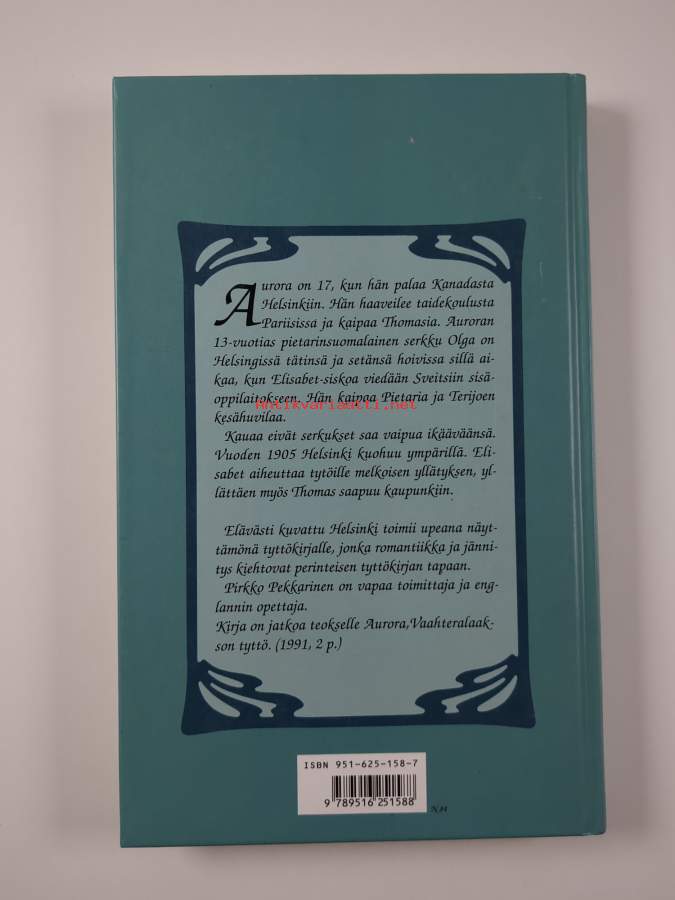 Aurora on 17, kun hän palaa Kanadasta
Helsinkiin. Hän haaveilee taidekoulusta
Pariisissa ja kaipaa Thomasia. Auroran
13-vuotias pietarinsuomalainen serkku Olga on
Helsingissä tätinsä ja setänsä hoivissa sillä ai-
kaa, kun Elisabet-siskoa viedään Sveitsiin sisä-
oppilaitokseen. Hän kaipaa Pietaria ja Terijoen
Antikvariaatti.net
kesähuvilaa.
Kauaa eivät serkukset saa vaipua ikäväänsä.
Vuoden 1905 Helsinki kuohuu ympärillä. Eli-
sabet aiheuttaa tytöille melkoisen yllätyksen, yl-
lättäen myös Thomas saapuu kaupunkiin.
Elävästi kuvattu Helsinki toimii upeana näyt-
tämönä tyttökirjalle, jonka romantiikka ja jänni-
tys kiehtovat perinteisen tyttökirjan tapaan.
Pirkko Pekkarinen on vapaa toimittaja ja eng-
lannin opettaja.
Kirja on jatkoa teokselle Aurora,Vaahteralaak-
son tyttö. (1991, 2 p.)
ISBN 951-625-158-7
9 789516 251588